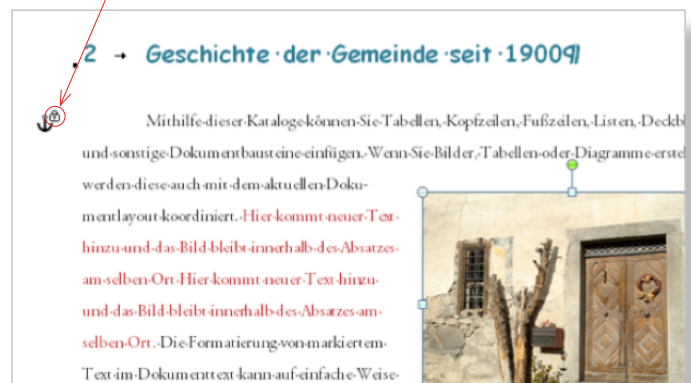 2 → Geschichte·der·Gemeinde·seit·1900¶
Mithilfe·dieser·Kataloge·können·Sie·Tabellen,·Kopfzeilen,·Fußzeilen,·Listen,·Deckb
und·sonstige·Dokumentbausteine·einfügen.·Wenn·Sie·Bilder,·Tabellen·oder·Diagramme·erstel
werden·diese·auch·mit·dem·aktuellen·Doku-
mentlayout·koordiniert.·Hier·kommt·neuer·Text·
hinzu·und·das·Bild·bleibt·innerhalb·des·Absatzes·
am·selben·Ort·Hier·kommt·neuer·Text·hinzu·
und·das·Bild·bleibt·innerhalb·des·Absatzes·am·
selben·Ort.·Die·Formatierung·von·markiertem·
Text·im·Dokumenttext·kann·auf·einfache·Weise·